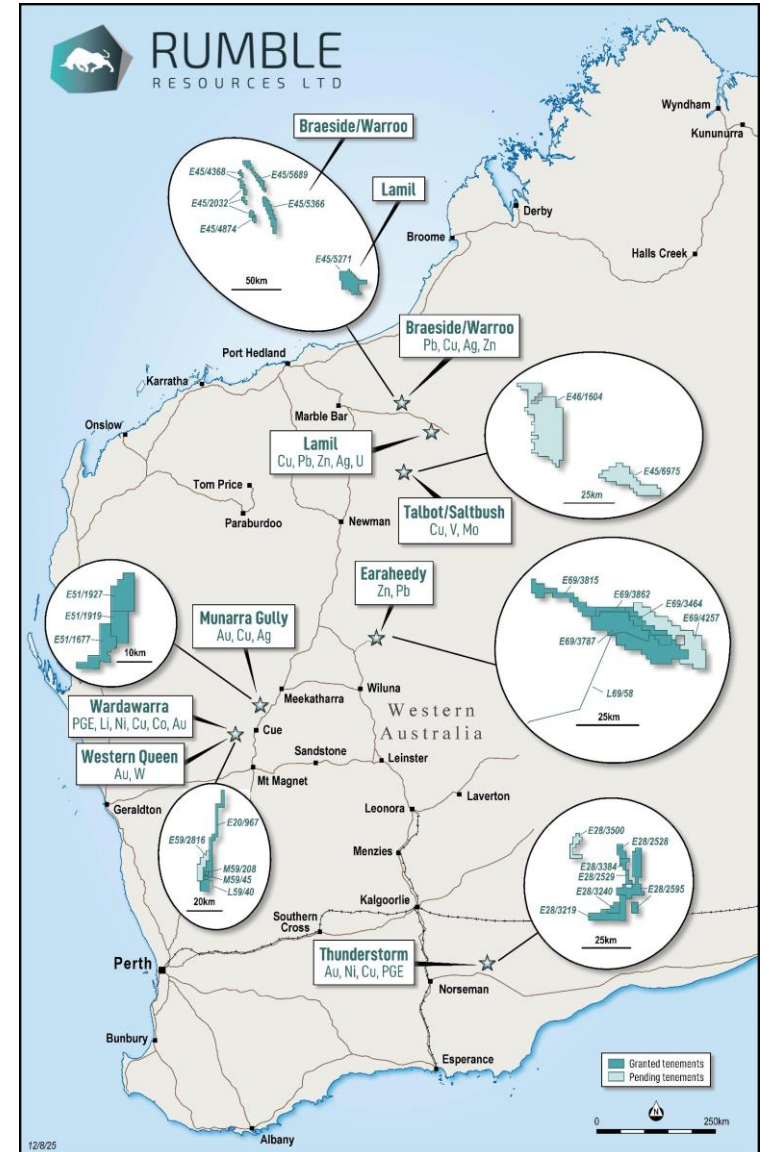 RUMBLE
RESOURCES LTD
Wyndham
Kununurra
Braeside/Warroo
E45/4368
E45/5689
E45/2032
E45/5366
E45/4874
Lamil
E45/5271
50km
Derby
Broome
Halls Creek
Braeside/Warroo
Pb, Cu, Ag, Zn
Port Hedland
Karratha
Marble Bar
Onslow
Lamil
Cu, Pb, Zn, Ag, U
E46/1604
E45/6975
25km
Tom Price
Paraburdoo
Talbot/Saltbush
Cu, V, Mo
Newman
Earaheedy
Zn, Pb
E69/3815
E69/3862
E69/3464
E69/4257
E69/3787
L69/58
25km
E51/1927
E51/1919
E51/1677
10km
Munarra Gully
Au, Cu, Ag
Meekatharra
Wiluna
Wardawarra
PGE, Li, Ni, Cu, Co, Au
Cue
Western
Australia
Western Queen
Au, W
Sandstone
Leinster
Mt Magnet
Geraldton
Leonora
Laverton
E20/967
E59/2816
M59/208
M59/45
L59/40
20km
Menzies
E28/3500
E28/2528
E28/3384
E28/2529
E28/3240
E28/2595
E28/3219
25km
Kalgoorlie
Southern
Cross
Perth
Thunderstorm
Au, Ni, Cu, PGE
Norseman
Bunbury
Esperance
Granted tenements
Pending tenements
N
0
250km
Albany
12/8/25